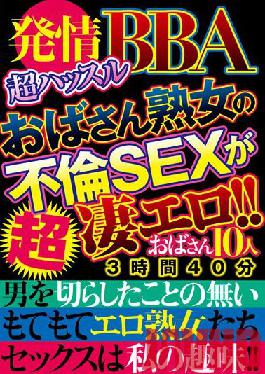 発情 BBA
超ハッスル
おばさん熟女の
不倫SEXが
超凄エロ!!
おばさん10人
3時間40分
男を切らしたことの無い
もてもてエロ熟女たち
セックスは私の趣味!!